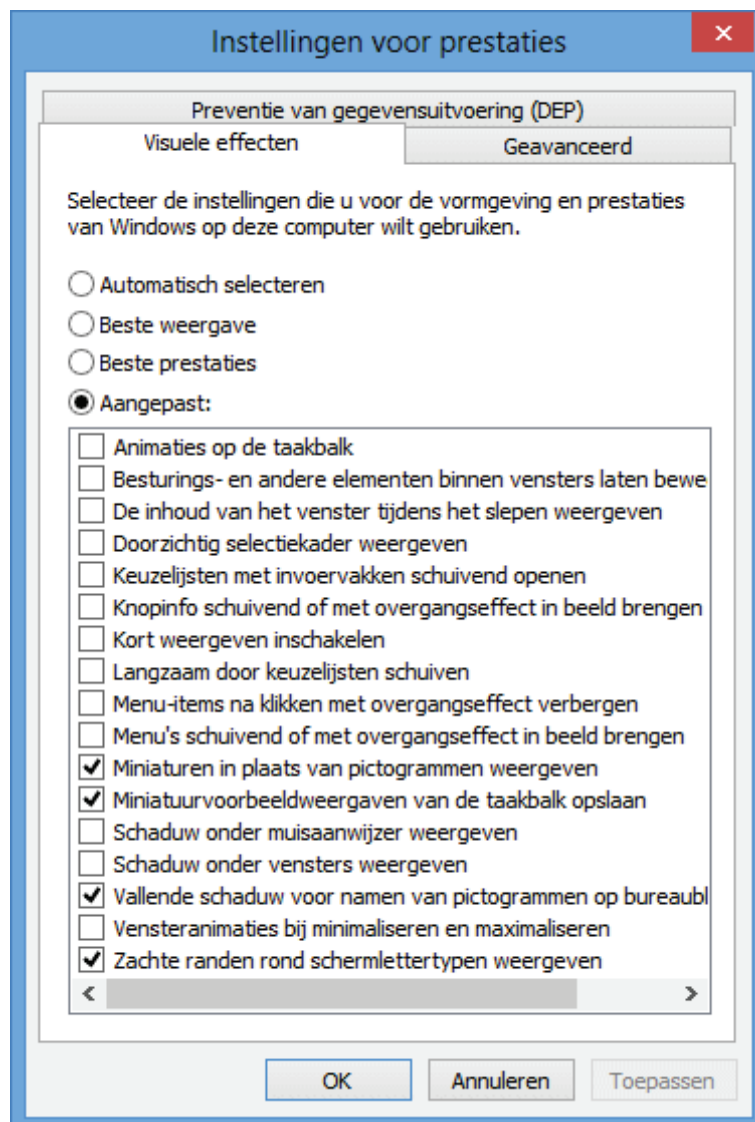 Instellingen voor prestaties
Preventie van gegevensuitvoering (DEP)
Visuele effecten
Geavanceerd
Selecteer de instellingen die u voor de vormgeving en prestaties
van Windows op deze computer wilt gebruiken.
Automatisch selecteren
Beste weergave
Beste prestaties
Aangepast:
Animaties op de taakbalk
Besturings- en andere elementen binnen vensters laten bewe
De inhoud van het venster tijdens het slepen weergeven
Doorzichtig selectiekader weergeven
Keuzelijsten met invoervakken schuivend openen
Knopinfo schuivend of met overgangseffect in beeld brengen
Kort weergeven inschakelen
Langzaam door keuzelijsten schuiven
Menu-items na klikken met overgangseffect verbergen
Menu's schuivend of met overgangseffect in beeld brengen
Miniaturen in plaats van pictogrammen weergeven
Miniatuurvoorbeeldweergaven van de taakbalk opslaan
Schaduw onder muisaanwijzer weergeven
Schaduw onder vensters weergeven
Vallende schaduw voor namen van pictogrammen op bureaubl
Vensteranimaties bij minimaliseren en maximaliseren
Zachte randen rond schermlettertypen weergeven
OK
Annuleren
Toepassen